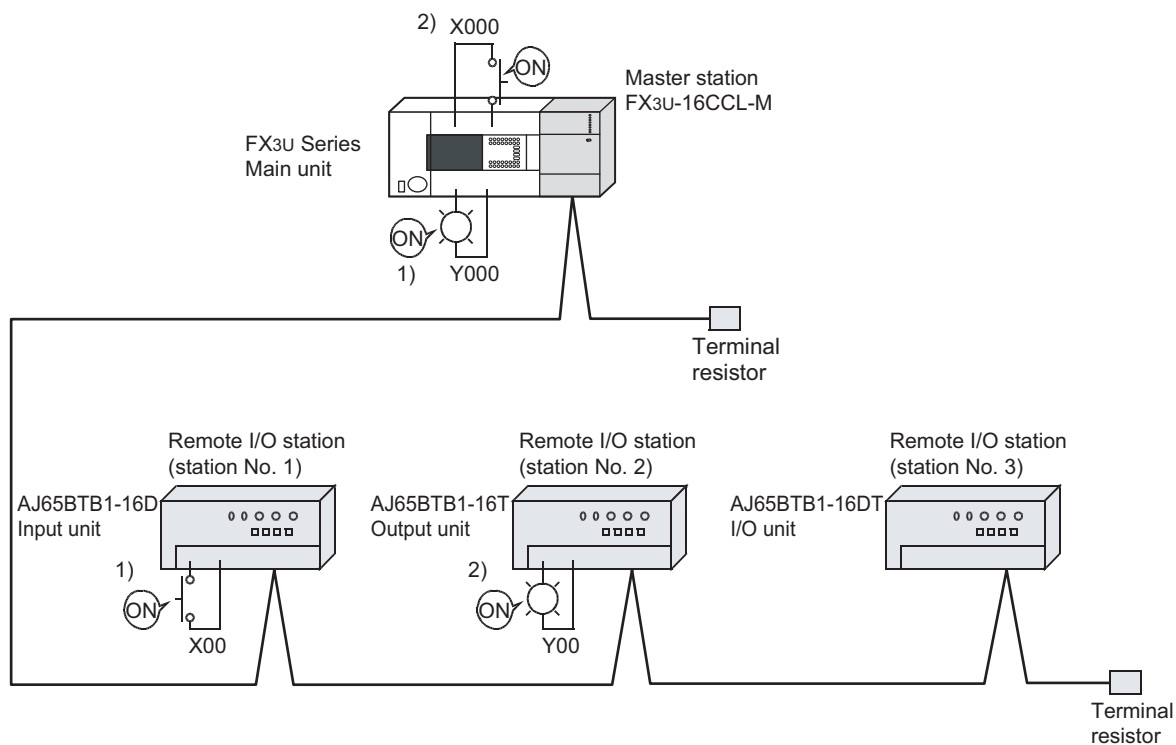 2) X000
ON
Master station
FX3U-16CCL-M
FX3U Series
Main unit
ON
1) Y000
Terminal
resistor
Remote I/O station
(station No. 1)
AJ65BTB1-16D
Input unit
1)
ON
X00
Remote I/O station
(station No. 2)
AJ65BTB1-16T
Output unit
2)
ON
Y00
Remote I/O station
(station No. 3)
AJ65BTB1-16DT
I/O unit
Terminal
resistor